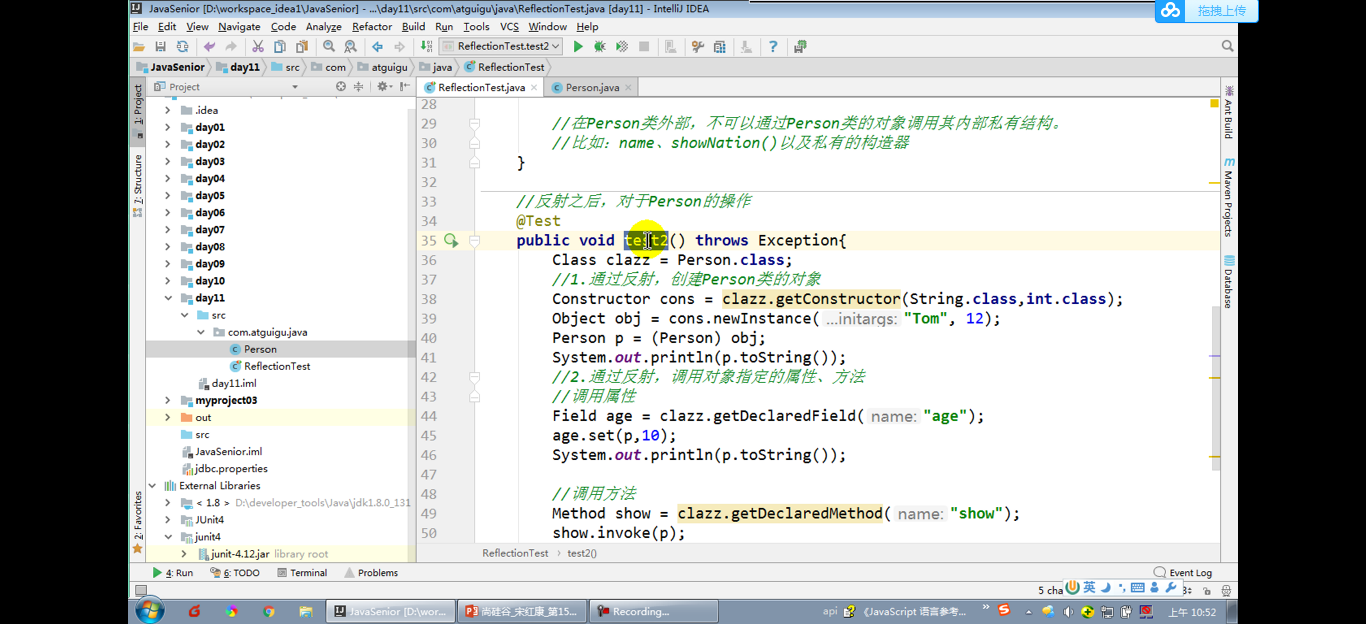 JavaSenior [D:\workspace_idea1\JavaSenior] - ...\day11\src\com\atguigu\java\ReflectionTest.java [day11] - IntelliJ IDEA
拖拽上传
File Edit View Navigate Code Analyze Refactor Build Run Tools VCS Window Help
ReflectionTest.test2
JavaSenior day11 src com atguigu java ReflectionTest
Project
ReflectionTest.java Person.java
1: Project
7: Structure
2: Favorites
.idea
day01
day02
day03
day04
day05
day06
day07
day08
day09
day10
day11
src
com.atguigu.java
Person
ReflectionTest
day11.iml
myproject03
out
src
JavaSenior.iml
jdbc.properties
External Libraries
< 1.8 > D:\developer_tools\Java\jdk1.8.0_131
JUnit4
junit4
junit-4.12.jar library root
28
29 //在Person类外部，不可以通过Person类的对象调用其内部私有结构。
30 //比如：name、showNation()以及私有的构造器
31 }
32
33 //反射之后，对于Person的操作
34 @Test
35 public void test2() throws Exception{
36 Class clazz = Person.class;
37 //1.通过反射，创建Person类的对象
38 Constructor cons = clazz.getConstructor(String.class,int.class);
39 Object obj = cons.newInstance( ...initargs: "Tom", 12);
40 Person p = (Person) obj;
41 System.out.println(p.toString());
42 //2.通过反射，调用对象指定的属性、方法
43 //调用属性
44 Field age = clazz.getDeclaredField( name: "age");
45 age.set(p,10);
46 System.out.println(p.toString());
47
48 //调用方法
49 Method show = clazz.getDeclaredMethod( name: "show");
50 show.invoke(p);
ReflectionTest › test2()
Ant Build
Maven Projects
Database
4: Run 6: TODO Terminal Problems Event Log
5 cha
英
JavaSenior [D:\wor... 尚硅谷_宋红康_第15... Recording...
api 《JavaScript 语言参考... » 上午 10:52